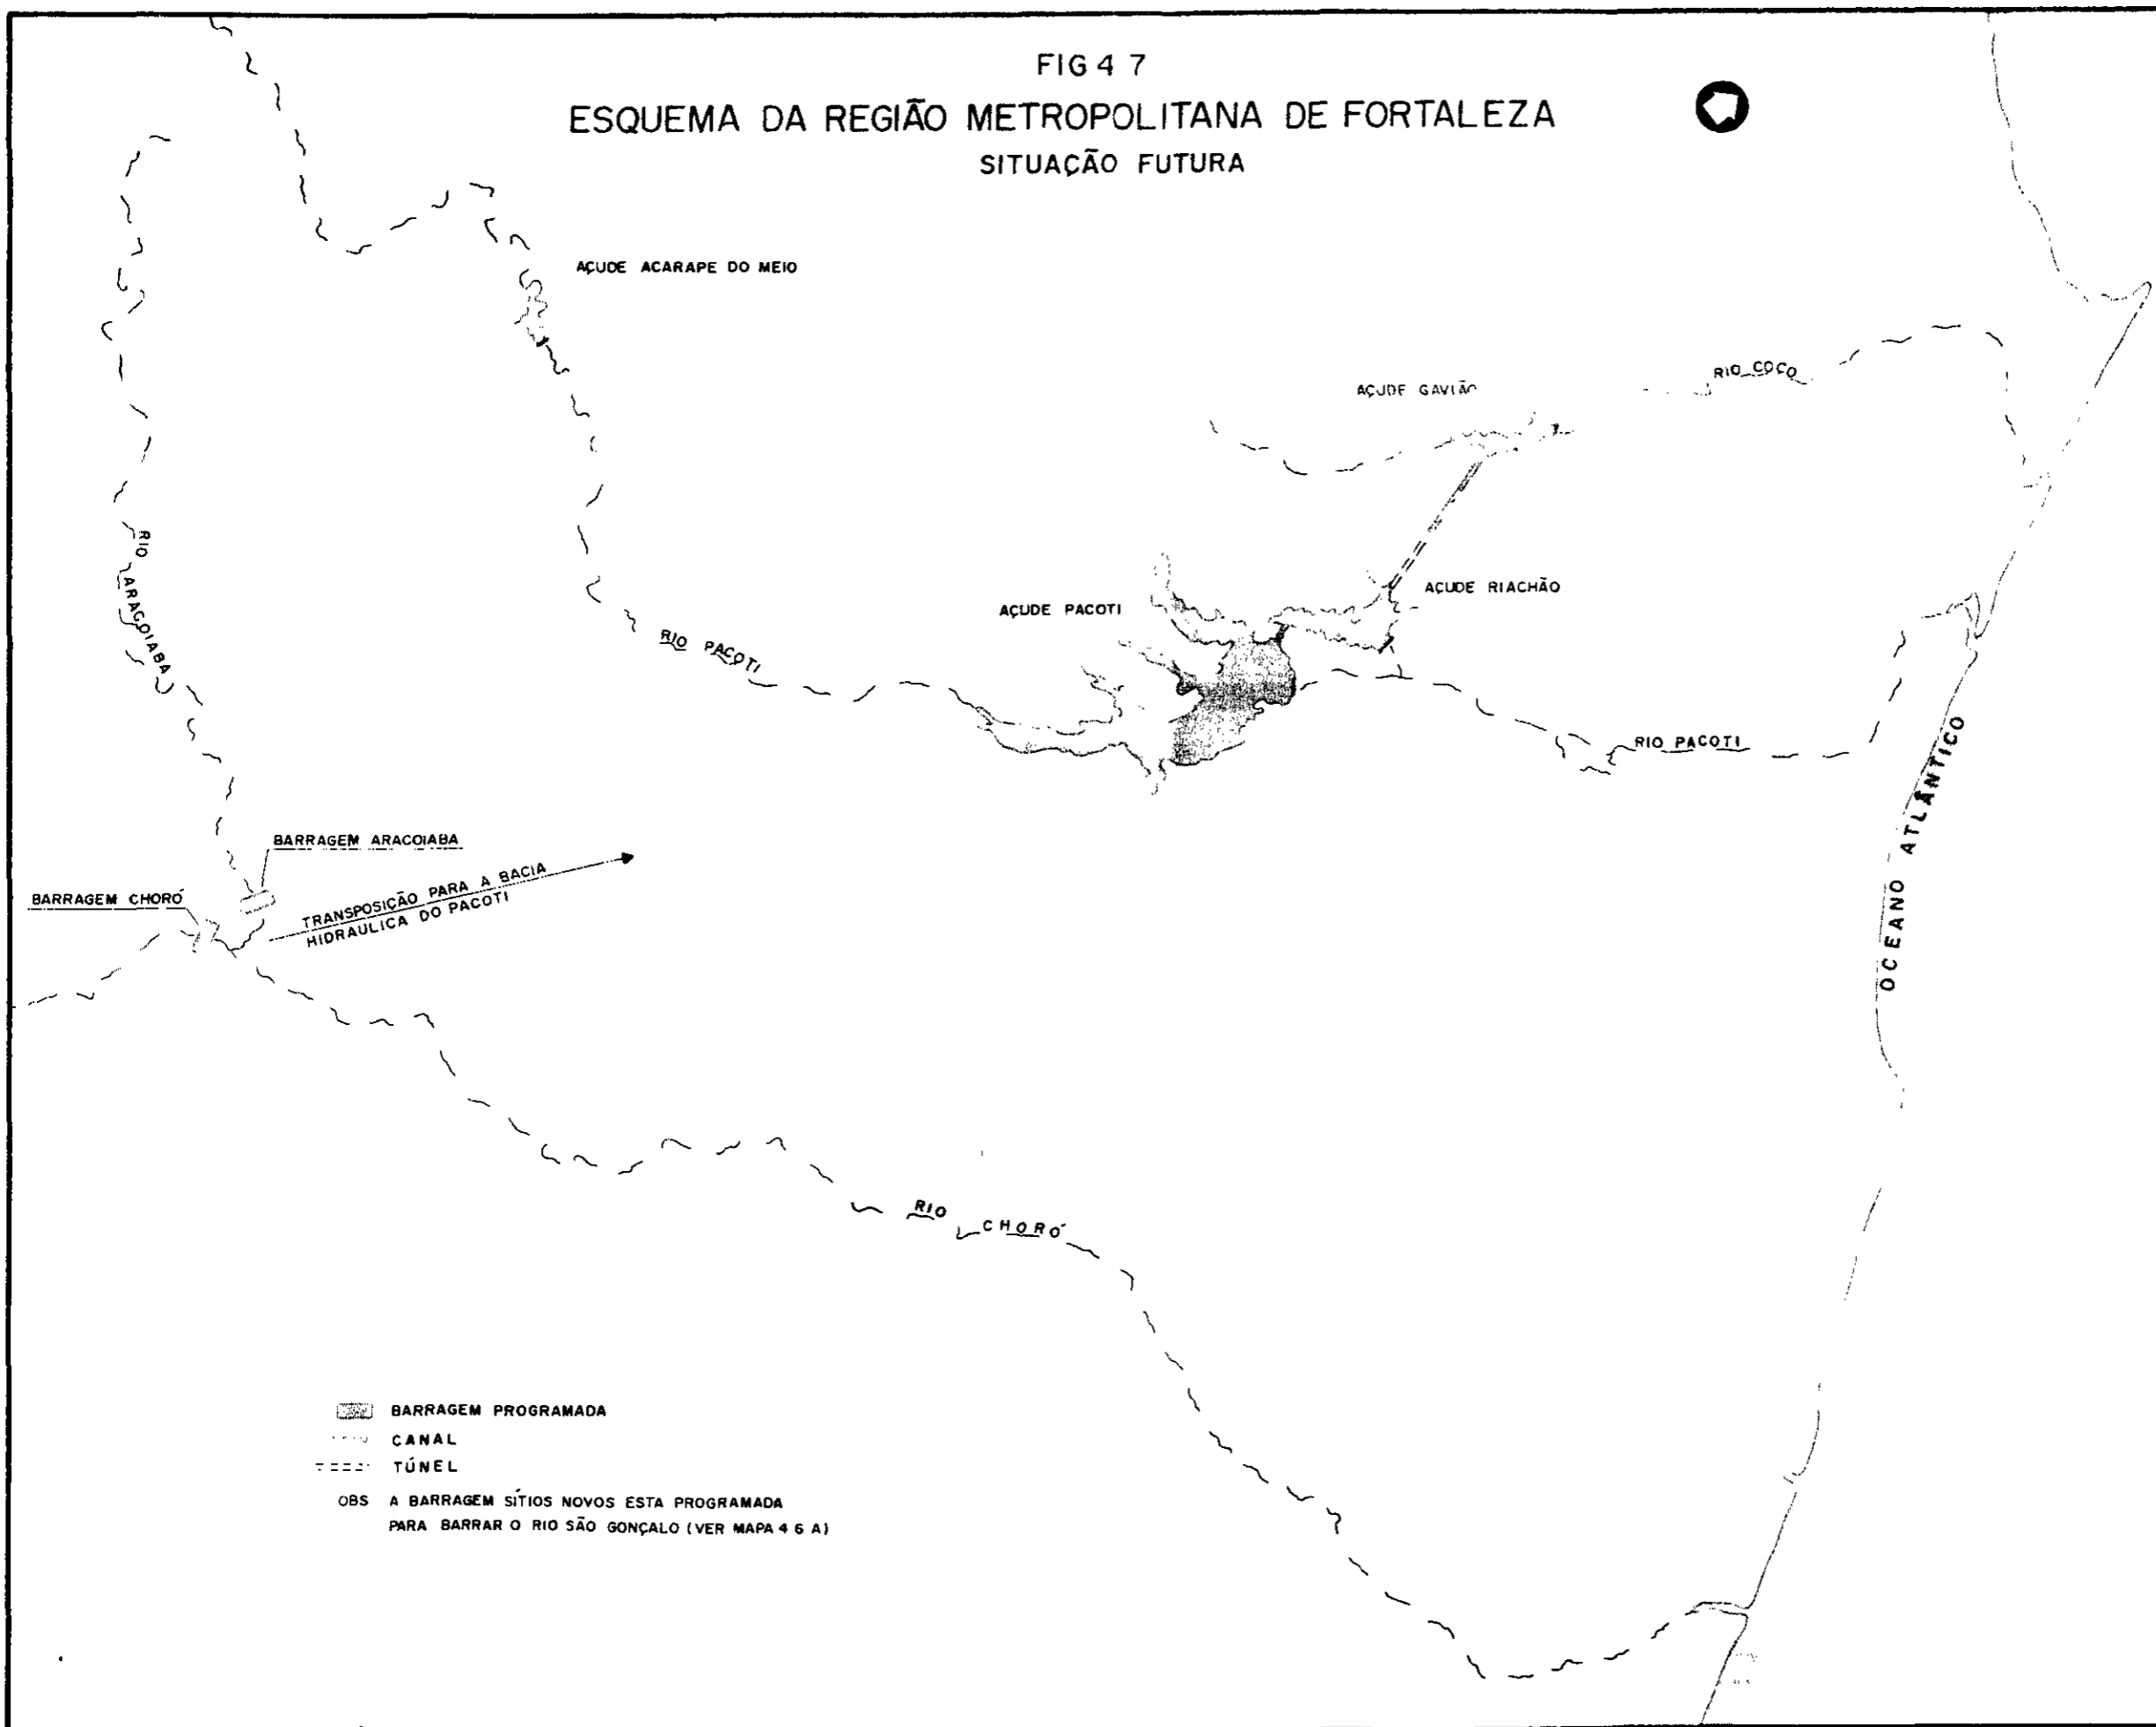 FIG 4 7
ESQUEMA DA REGIÃO METROPOLITANA DE FORTALEZA
SITUAÇÃO FUTURA
AÇUDE ACARAPE DO MEIO
RIO COCO
AÇUDE GAVIÃO
RIO ARACOIABA
AÇUDE RIACHÃO
AÇUDE PACOTI
RIO PACOTI
RIO PACOTI
OCEANO ATLÂNTICO
BARRAGEM ARACOIABA
BARRAGEM CHORÓ
TRANSPOSIÇÃO PARA A BACIA
HIDRAULICA DO PACOTI
RIO CHORÓ
BARRAGEM PROGRAMADA
CANAL
TÚNEL
OBS A BARRAGEM SÍTIOS NOVOS ESTA PROGRAMADA
PARA BARRAR O RIO SÃO GONÇALO (VER MAPA 4 6 A)